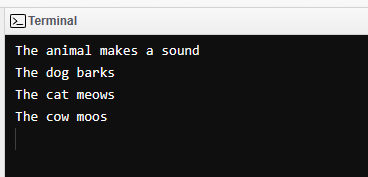 Terminal
The animal makes a sound
The dog barks
The cat meows
The cow moos